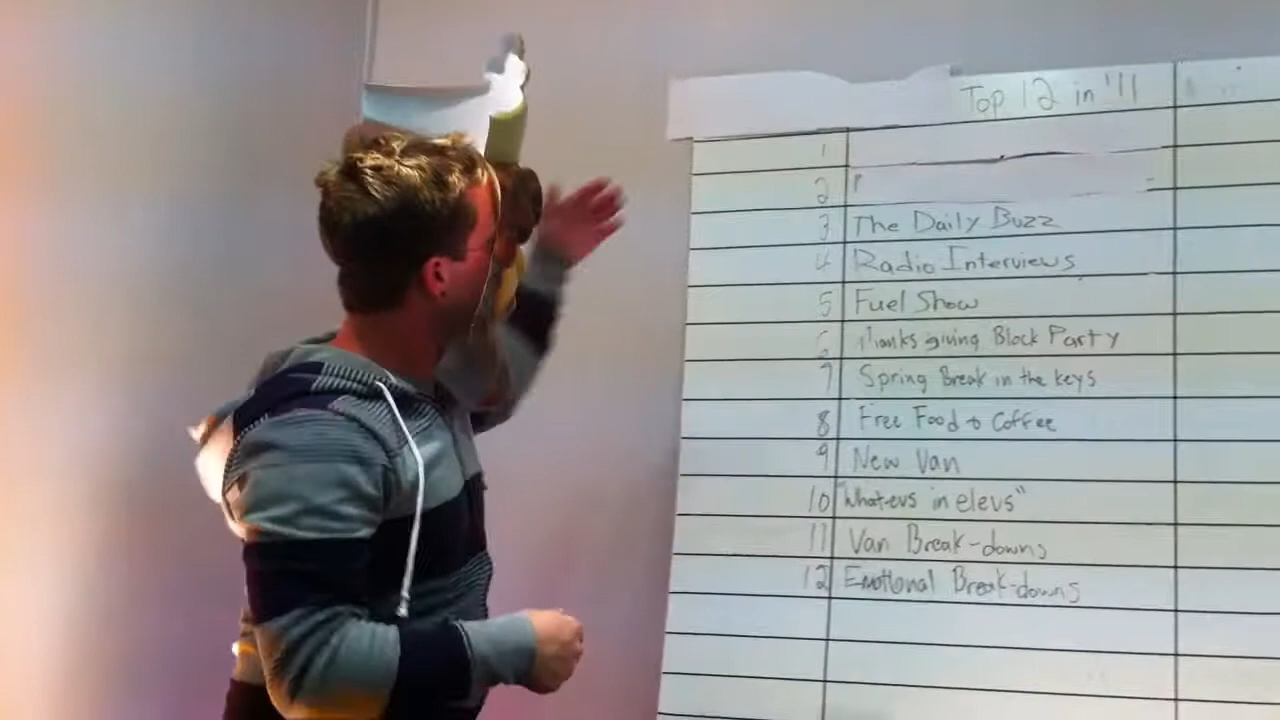 Top 12 in '11
1
2
3 The Daily Buzz
4 Radio Interviews
5 Fuel Show
6 Thanksgiving Block Party
7 Spring Break in the keys
8 Free Food + Coffee
9 New Van
10 "Whatevs in elevs"
11 Van Break-downs
12 Emotional Break-downs